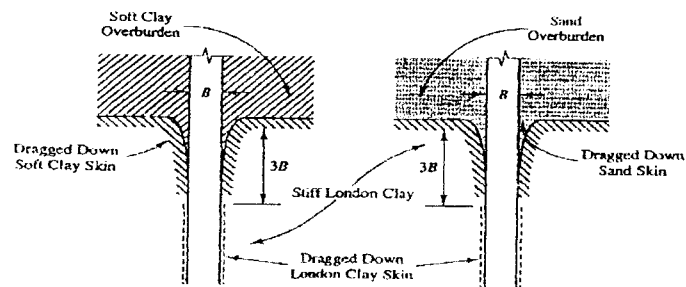 Soft Clay
Overburden
Sand
Overburden
B
B
Dragged Down
Soft Clay Skin
3B
Stiff London Clay
3B
Dragged Down
Sand Skin
Dragged Down
London Clay Skin